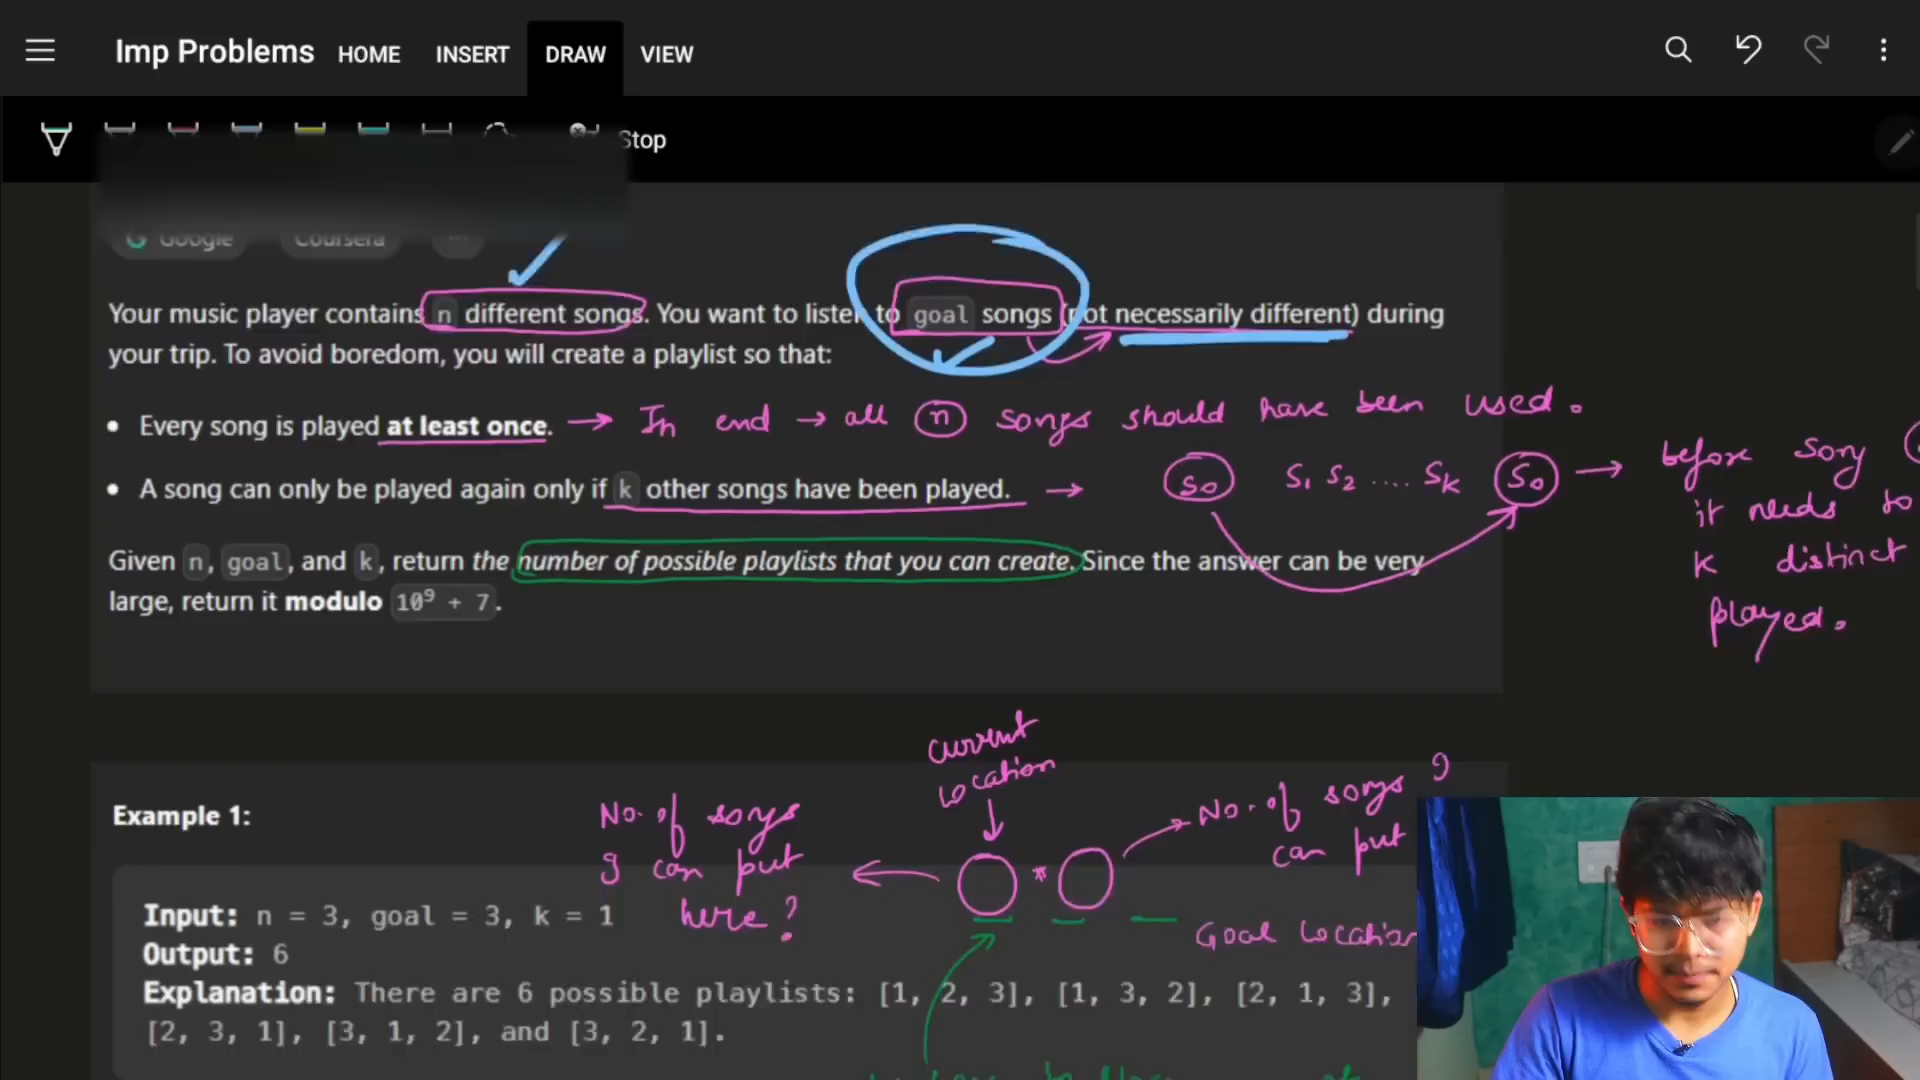 Imp Problems HOME INSERT DRAW VIEW
Stop
Google Coursera ...
Your music player contains n different songs. You want to listen to goal songs (not necessarily different) during
your trip. To avoid boredom, you will create a playlist so that:
• Every song is played at least once. → In end → all n songs should have been used.
• A song can only be played again only if k other songs have been played. → S0 S1 S2 .... SK S0 → before song
it needs to
K distinct
played.
Given n, goal, and k, return the number of possible playlists that you can create. Since the answer can be very
large, return it modulo 10⁹ + 7.
current
location
Example 1:
No. of songs
I can put
here?
*
No. of songs I
can put
Goal Location
Input: n = 3, goal = 3, k = 1
Output: 6
Explanation: There are 6 possible playlists: [1, 2, 3], [1, 3, 2], [2, 1, 3],
[2, 3, 1], [3, 1, 2], and [3, 2, 1].